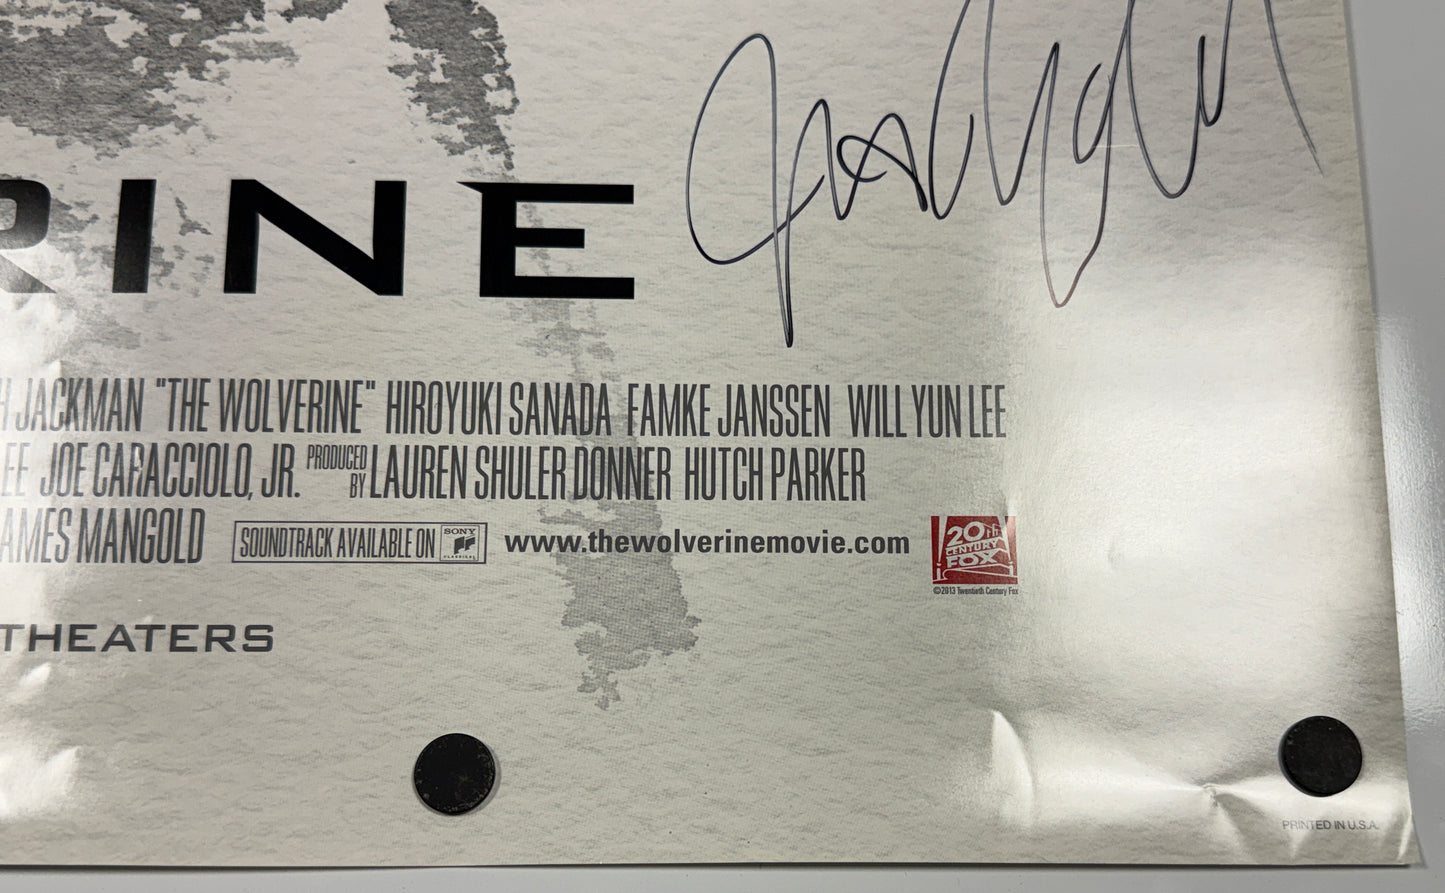 RINE
H JACKMAN "THE WOLVERINE" HIROYUKI SANADA FAMKE JANSSEN WILL YUN LEE
EE JOE CARACCIOLO, JR. PRODUCED BY LAUREN SHULER DONNER HUTCH PARKER
AMES MANGOLD SOUNDTRACK AVAILABLE ON SONY CLASSICAL www.thewolverinemovie.com
20th
CENTURY
FOX
©2013 Twentieth Century Fox
THEATERS
PRINTED IN U.S.A.